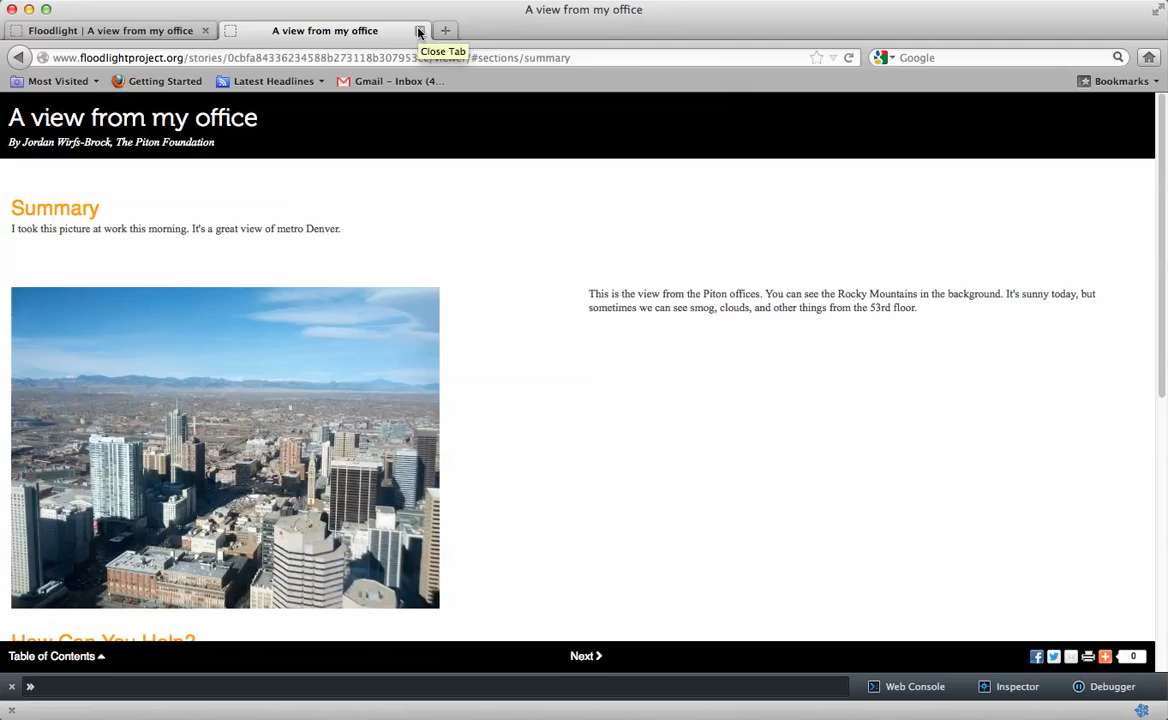 A view from my office
Floodlight | A view from my office
A view from my office
Close Tab
www.floodlightproject.org/stories/0cbfa84336234588b273118b307953
/#sections/summary
Google
Most Visited
Getting Started
Latest Headlines
Gmail - Inbox (4...
Bookmarks
A view from my office
By Jordan Wirfs-Brock, The Piton Foundation
Summary
I took this picture at work this morning. It's a great view of metro Denver.
This is the view from the Piton offices. You can see the Rocky Mountains in the background. It's sunny today, but
sometimes we can see smog, clouds, and other things from the 53rd floor.
How Can You Help?
Table of Contents
Next
0
Web Console
Inspector
Debugger